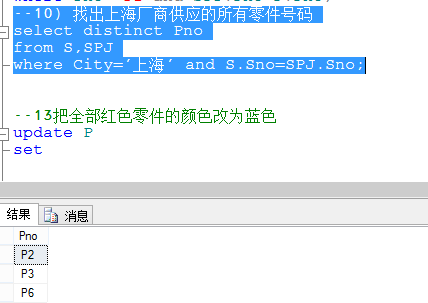 --10) 找出上海厂商供应的所有零件号码
select distinct Pno
from S,SPJ
where City='上海' and S.Sno=SPJ.Sno;
--13把全部红色零件的颜色改为蓝色
update P
set
结果 消息
Pno
P2
P3
P6